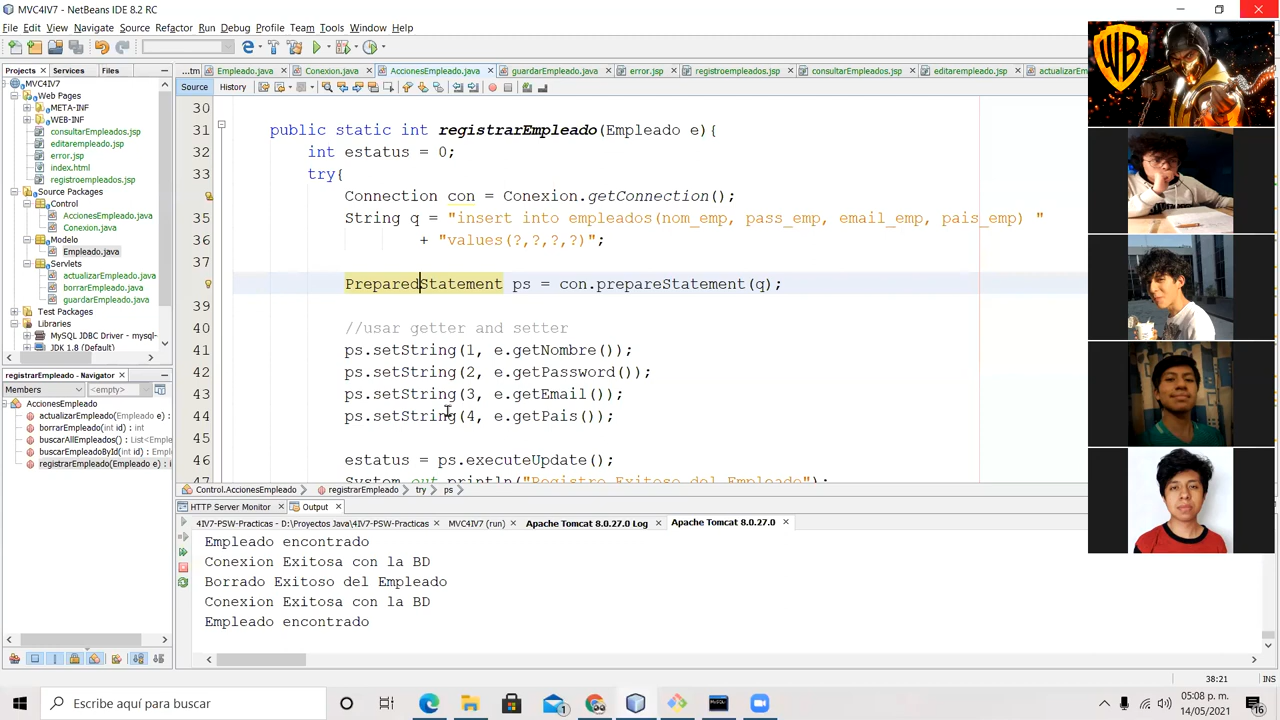 MVC4IV7 - NetBeans IDE 8.2 RC
File Edit View Navigate Source Refactor Run Debug Profile Team Tools Window Help
Projects Services Files
...tm Empleado.java Conexion.java AccionesEmpleado.java guardarEmpleado.java error.jsp registroempleados.jsp consultarEmpleados.jsp editarempleado.jsp actualizarEm
Source History
MVC4IV7
Web Pages
META-INF
WEB-INF
consultarEmpleados.jsp
editarempleado.jsp
error.jsp
index.html
registroempleados.jsp
Source Packages
Control
AccionesEmpleado.java
Conexion.java
Modelo
Empleado.java
Servlets
actualizarEmpleado.java
borrarEmpleado.java
guardarEmpleado.java
Test Packages
Libraries
MySQL JDBC Driver - mysql-
JDK 1.8 (Default)
30
31 public static int registrarEmpleado(Empleado e){
32 int estatus = 0;
33 try{
Connection con = Conexion.getConnection();
35 String q = "insert into empleados(nom_emp, pass_emp, email_emp, pais_emp) "
36 + "values(?,?,?,?)";
37
PreparedStatement ps = con.prepareStatement(q);
39
40 //usar getter and setter
41 ps.setString(1, e.getNombre());
42 ps.setString(2, e.getPassword());
43 ps.setString(3, e.getEmail());
44 ps.setString(4, e.getPais());
45
46 estatus = ps.executeUpdate();
47 System.out.println("Registro Exitoso del Empleado");
registrarEmpleado - Navigator
Members <empty>
AccionesEmpleado
actualizarEmpleado(Empleado e) :
borrarEmpleado(int id) : int
buscarAllEmpleados() : List<Emple
buscarEmpleadoById(int id) : Emple
registrarEmpleado(Empleado e) : i
Control.AccionesEmpleado registrarEmpleado try ps
HTTP Server Monitor Output
4IV7-PSW-Practicas - D:\Proyectos Java\4IV7-PSW-Practicas MVC4IV7 (run) Apache Tomcat 8.0.27.0 Log Apache Tomcat 8.0.27.0
Empleado encontrado
Conexion Exitosa con la BD
Borrado Exitoso del Empleado
Conexion Exitosa con la BD
Empleado encontrado
38:21 INS
Escribe aquí para buscar
1
05:08 p. m.
14/05/2021
16
WB